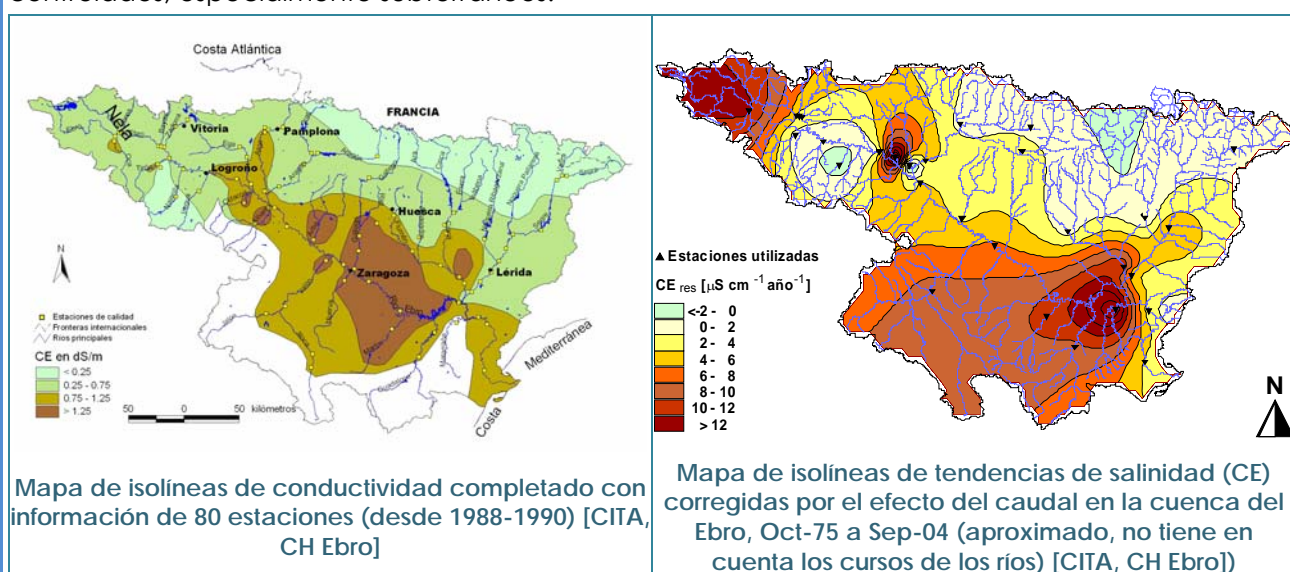 Costa Atlántica
FRANCIA
Nela
Vitoria
Pamplona
Logroño
Huesca
Zaragoza
Lérida
Ebro
Mediterránea
Costa
N
Estaciones de calidad
Fronteras internacionales
Ríos principales
CE en dS/m
< 0.25
0.25 - 0.75
0.75 - 1.25
> 1.25
50 0 50 kilómetros
Mapa de isolíneas de conductividad completado con
información de 80 estaciones (desde 1988-1990) [CITA,
CH Ebro]
Estaciones utilizadas
CE res [µS cm -1 año-1]
<-2 - 0
0 - 2
2 - 4
4 - 6
6 - 8
8 - 10
10 - 12
> 12
N
Mapa de isolíneas de tendencias de salinidad (CE)
corregidas por el efecto del caudal en la cuenca del
Ebro, Oct-75 a Sep-04 (aproximado, no tiene en
cuenta los cursos de los ríos) [CITA, CH Ebro])